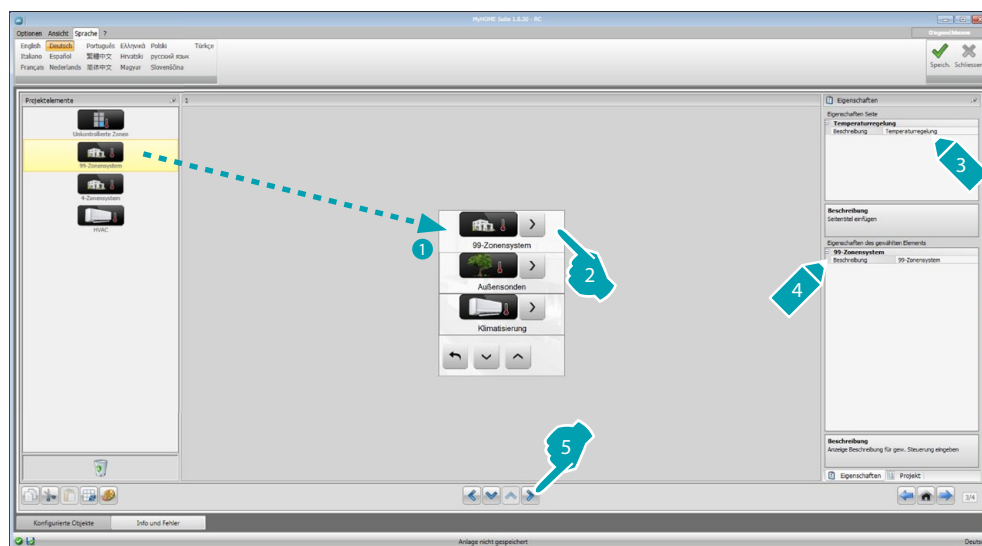 MyHOME Suite 1.0.30 - RC
Optionen Ansicht Sprache ?
English Deutsch Português Ελληνικά Polski Türkçe
Italiano Español 繁體中文 Hrvatski русский язык
Français Nederlands 简体中文 Magyar Slovenščina
Speich. Schliessen
Projektelemente
1
Eigenschaften
Unkontrollierte Zonen
99-Zonensystem
4-Zonensystem
HVAC
Eigenschaften Seite
Temperaturregelung
Beschreibung Temperaturregelung
3
Beschreibung
Seitentitel einfügen
1
99-Zonensystem
2
Außensonden
Klimatisierung
Eigenschaften des gewählten Elements
99-Zonensystem
Beschreibung 99-Zonensystem
4
5
Beschreibung
Anzeige Beschreibung für gew. Steuerung eingeben
Eigenschaften Projekt
3/4
Konfigurierte Objekte Info und Fehler
Anlage nicht gespeichert